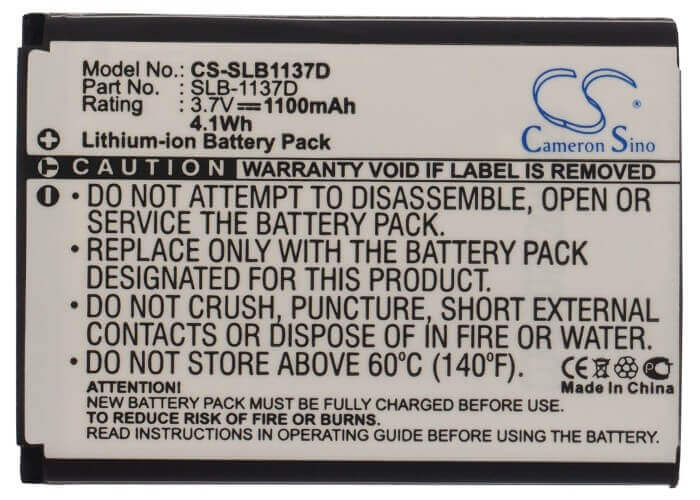 Model No.: CS-SLB1137D
Part No.: SLB-1137D
Rating: 3.7V 1100mAh
4.1Wh
Lithium-ion Battery Pack
CS
Cameron Sino
CAUTION WARRANTY VOID IF LABEL IS REMOVED
• DO NOT ATTEMPT TO DISASSEMBLE, OPEN OR
SERVICE THE BATTERY PACK.
• REPLACE ONLY WITH THE BATTERY PACK
DESIGNATED FOR THIS PRODUCT.
• DO NOT CRUSH, PUNCTURE, SHORT EXTERNAL
CONTACTS OR DISPOSE OF IN FIRE OR WATER.
• DO NOT STORE ABOVE 60°C (140°F).
CE PC
Made In China
ATTENTION:
NEW BATTERY PACK MUST BE FULLY CHARGED BEFORE USE
TO AVOID RISK OF FIRE OR BURNS.
READ INSTRUCTIONS IN OPERATING GUIDE BEFORE USING THE BATTERY.